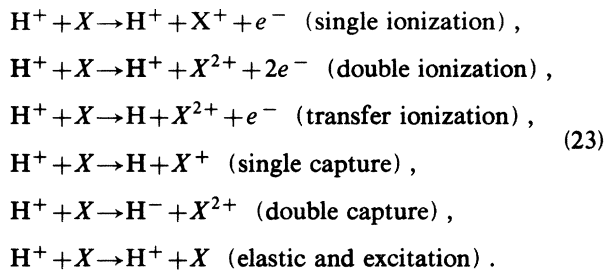 H⁺ + X→H⁺ + X⁺ + e⁻ (single ionization) ,
H⁺ + X→H⁺ + X²⁺ + 2e⁻ (double ionization) ,
H⁺ + X→H + X²⁺ + e⁻ (transfer ionization) ,
(23)
H⁺ + X→H + X⁺ (single capture) ,
H⁺ + X→H⁻ + X²⁺ (double capture) ,
H⁺ + X→H⁺ + X (elastic and excitation) .